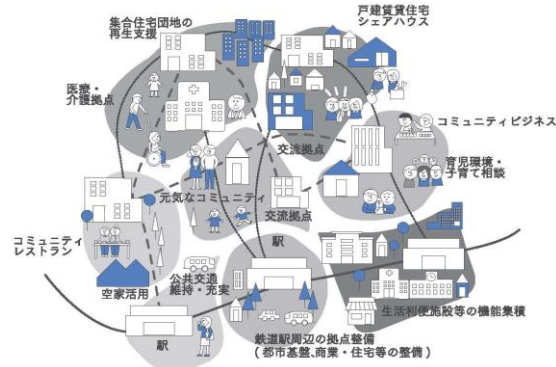 集合住宅団地の
再生支援
戸建賃貸住宅
シェアハウス
医療・
介護拠点
コミュニティビジネス
交流拠点
育児環境・
子育て相談
元気なコミュニティ
交流拠点
コミュニティ
レストラン
駅
公共交通
維持・充実
空家活用
生活利便施設等の機能集積
鉄道駅周辺の拠点整備
(都市基盤、商業・住宅等の整備)
駅